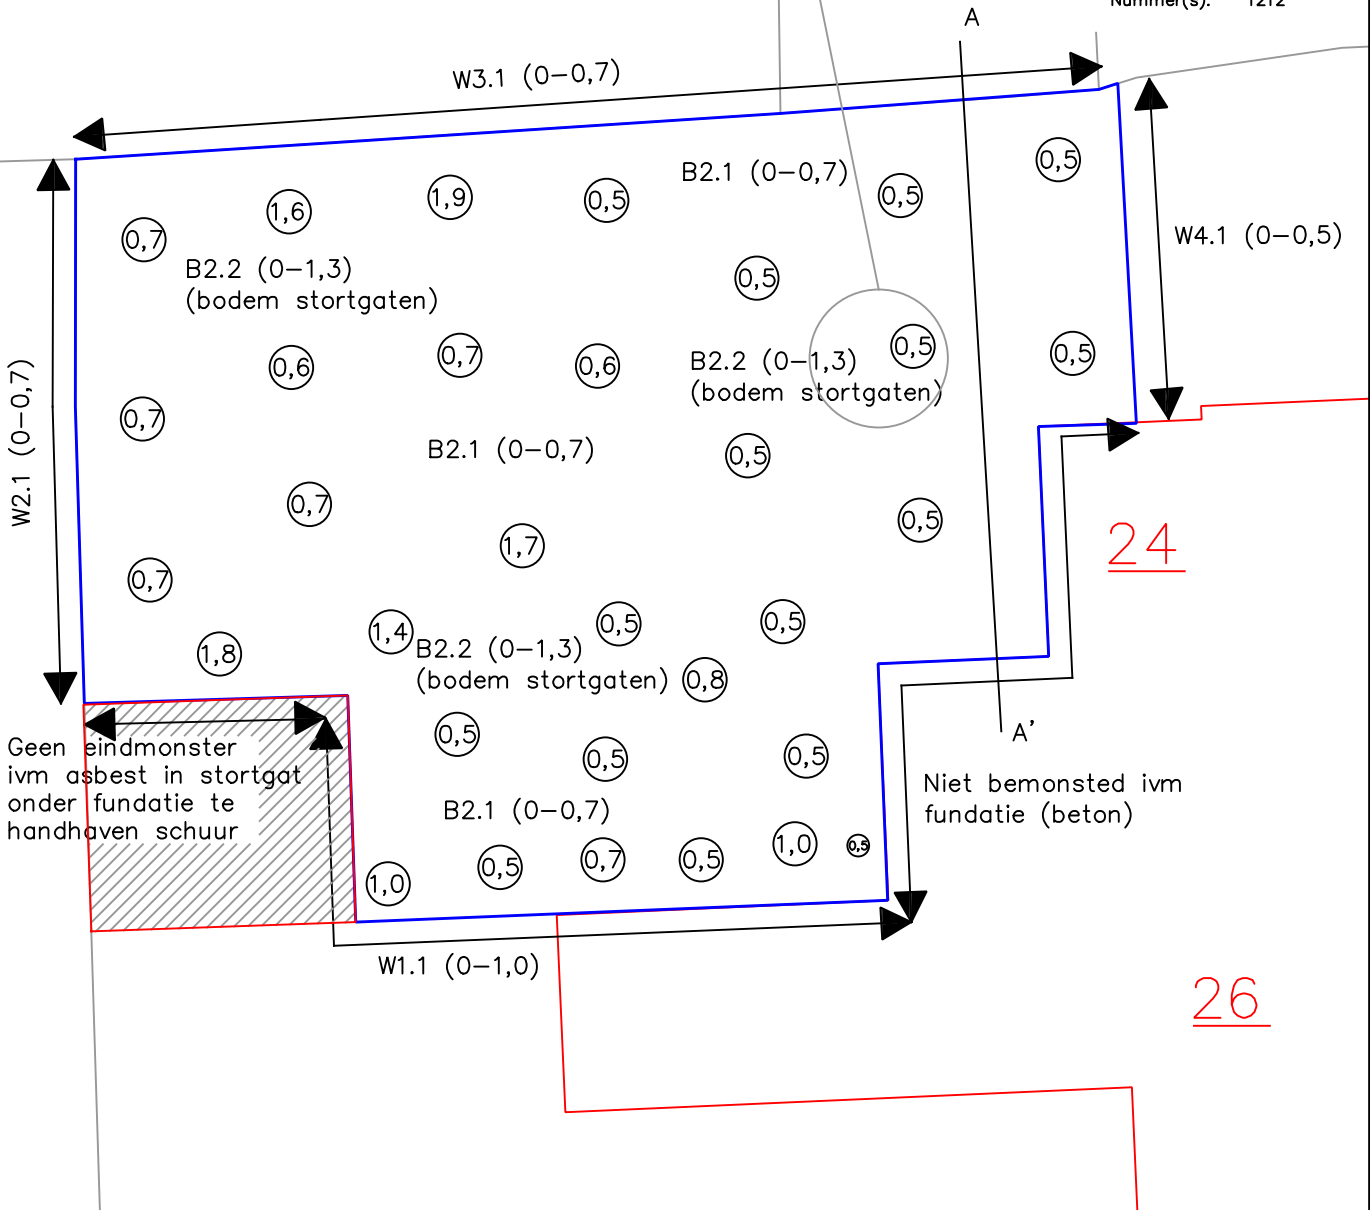 Nummer(s): 1212
A
W3.1 (0-0,7)
B2.1 (0-0,7)
0,5
0,5
1,6
1,9
0,5
0,7
W4.1 (0-0,5)
B2.2 (0-1,3)
(bodem stortgaten)
0,5
0,5
0,5
B2.2 (0-1,3)
(bodem stortgaten)
0,6
0,7
0,6
0,7
W2.1 (0-0,7)
B2.1 (0-0,7)
0,5
0,7
0,5
1,7
24
0,7
1,4
0,5
0,5
B2.2 (0-1,3)
(bodem stortgaten)
1,8
0,8
A'
0,5
0,5
0,5
Geen eindmonster
ivm asbest in stortgat
onder fundatie te
handhaven schuur
Niet bemonsted ivm
fundatie (beton)
B2.1 (0-0,7)
1,0
0,5
0,7
0,5
1,0
0,5
W1.1 (0-1,0)
26